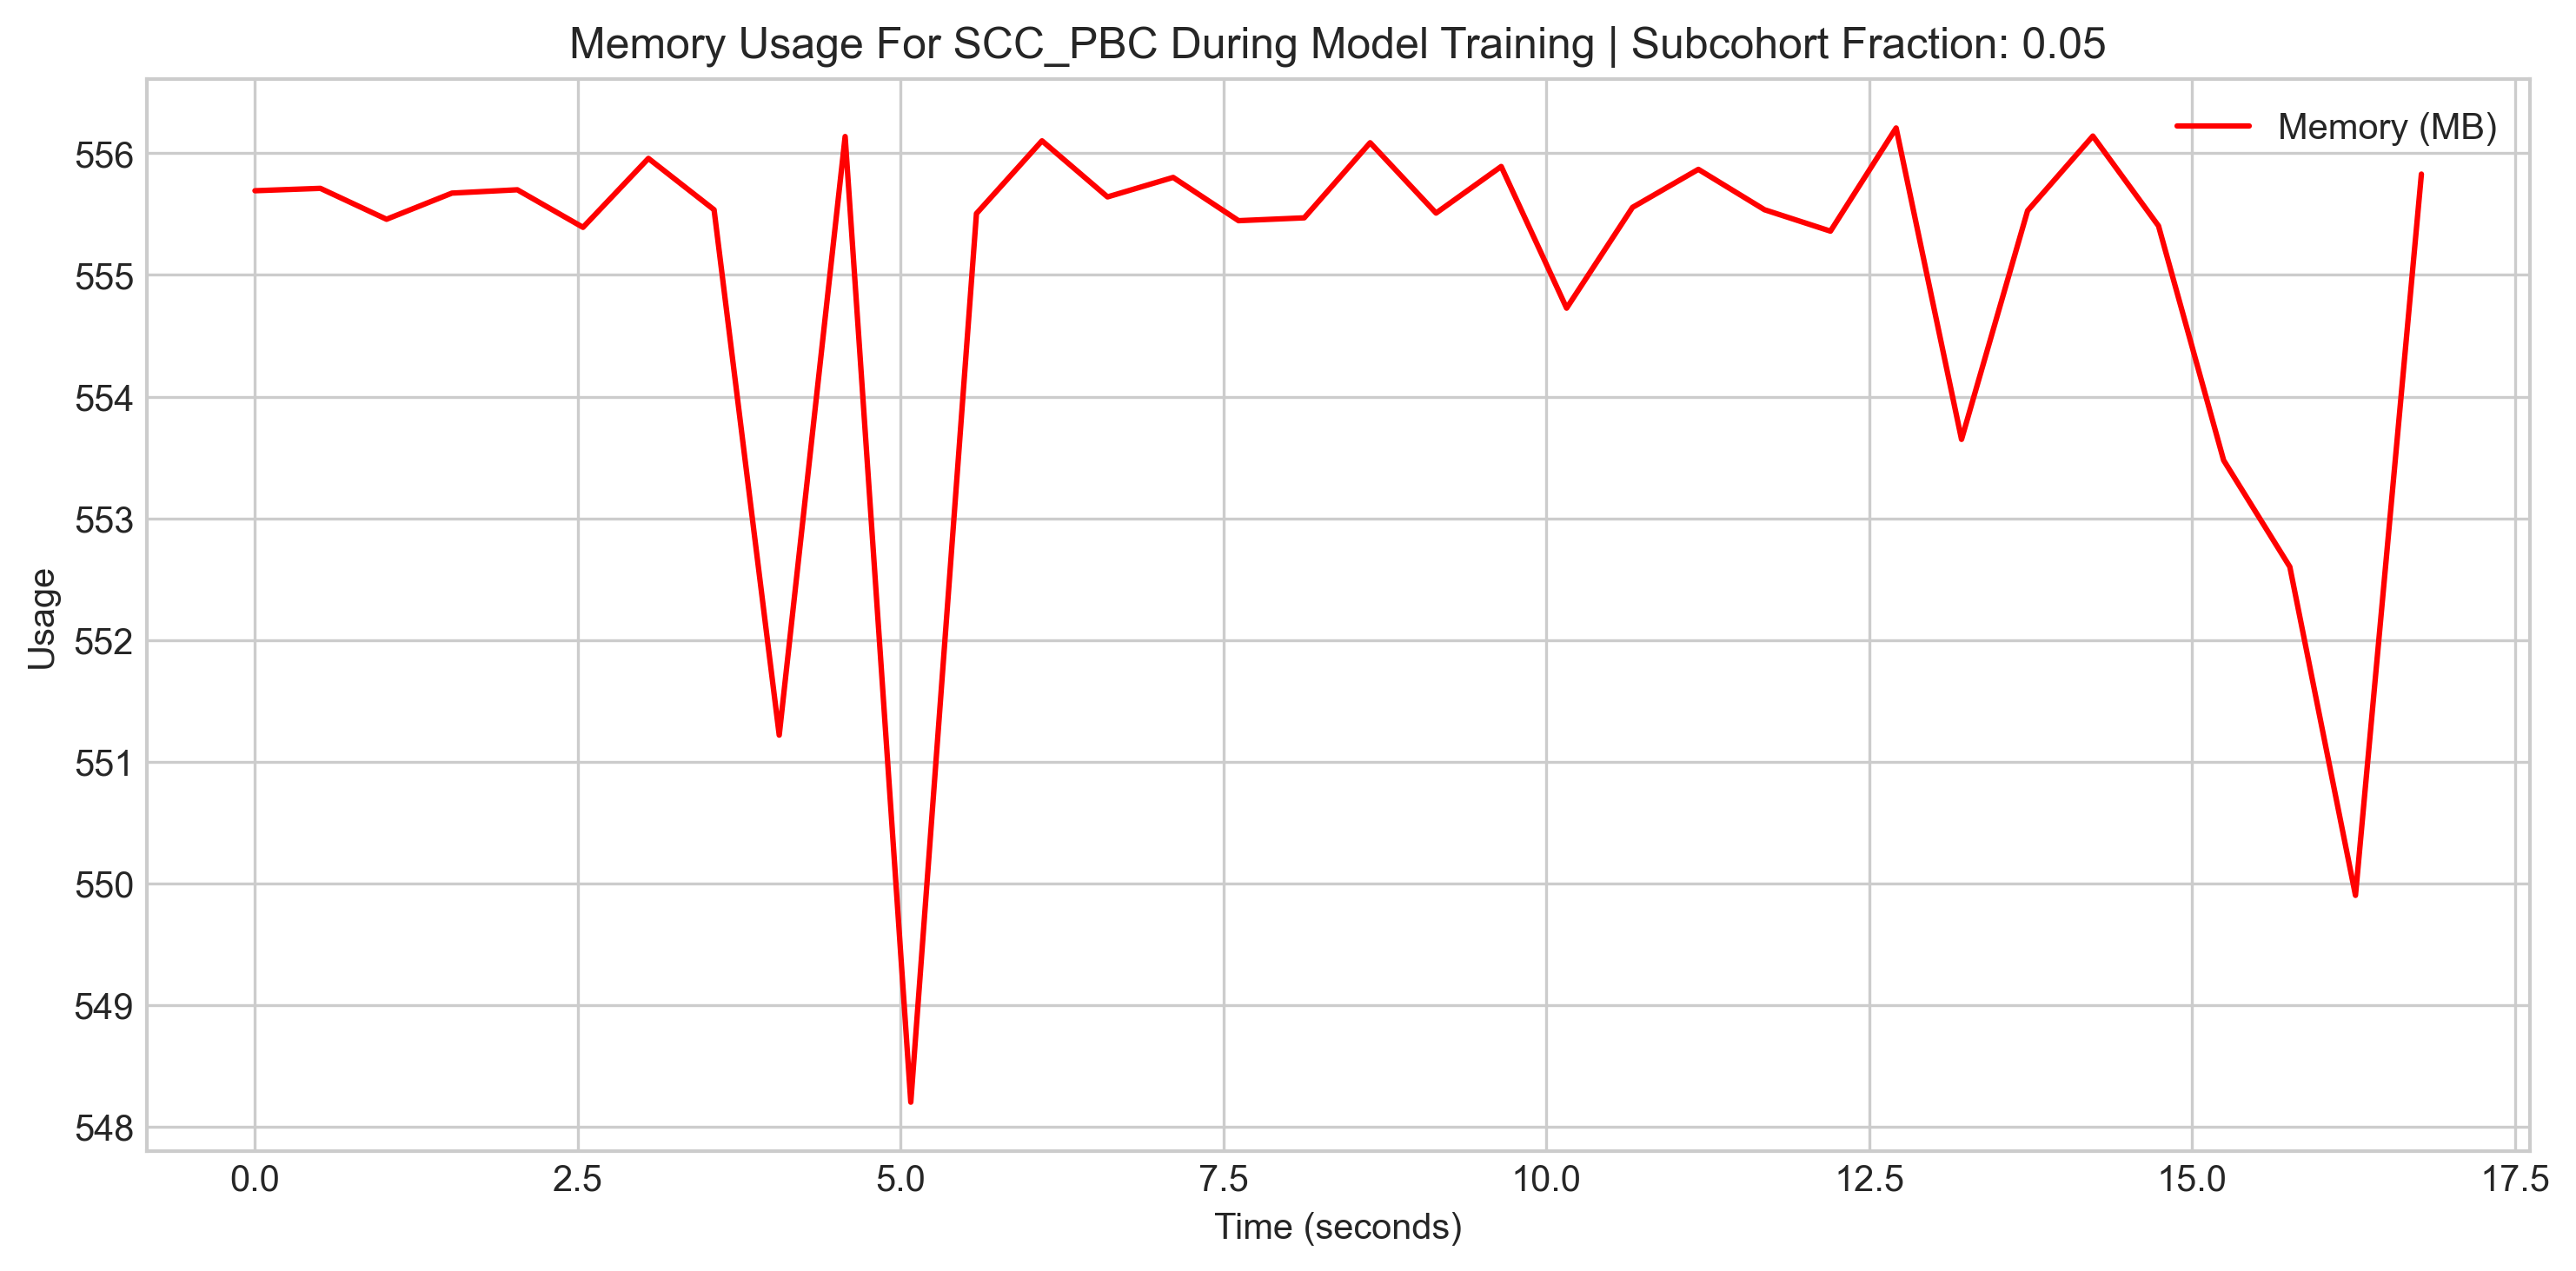 Memory Usage For SCC_PBC During Model Training | Subcohort Fraction: 0.05
Memory (MB)
556
555
554
553
552
551
550
549
548
Usage
0.0 2.5 5.0 7.5 10.0 12.5 15.0 17.5
Time (seconds)